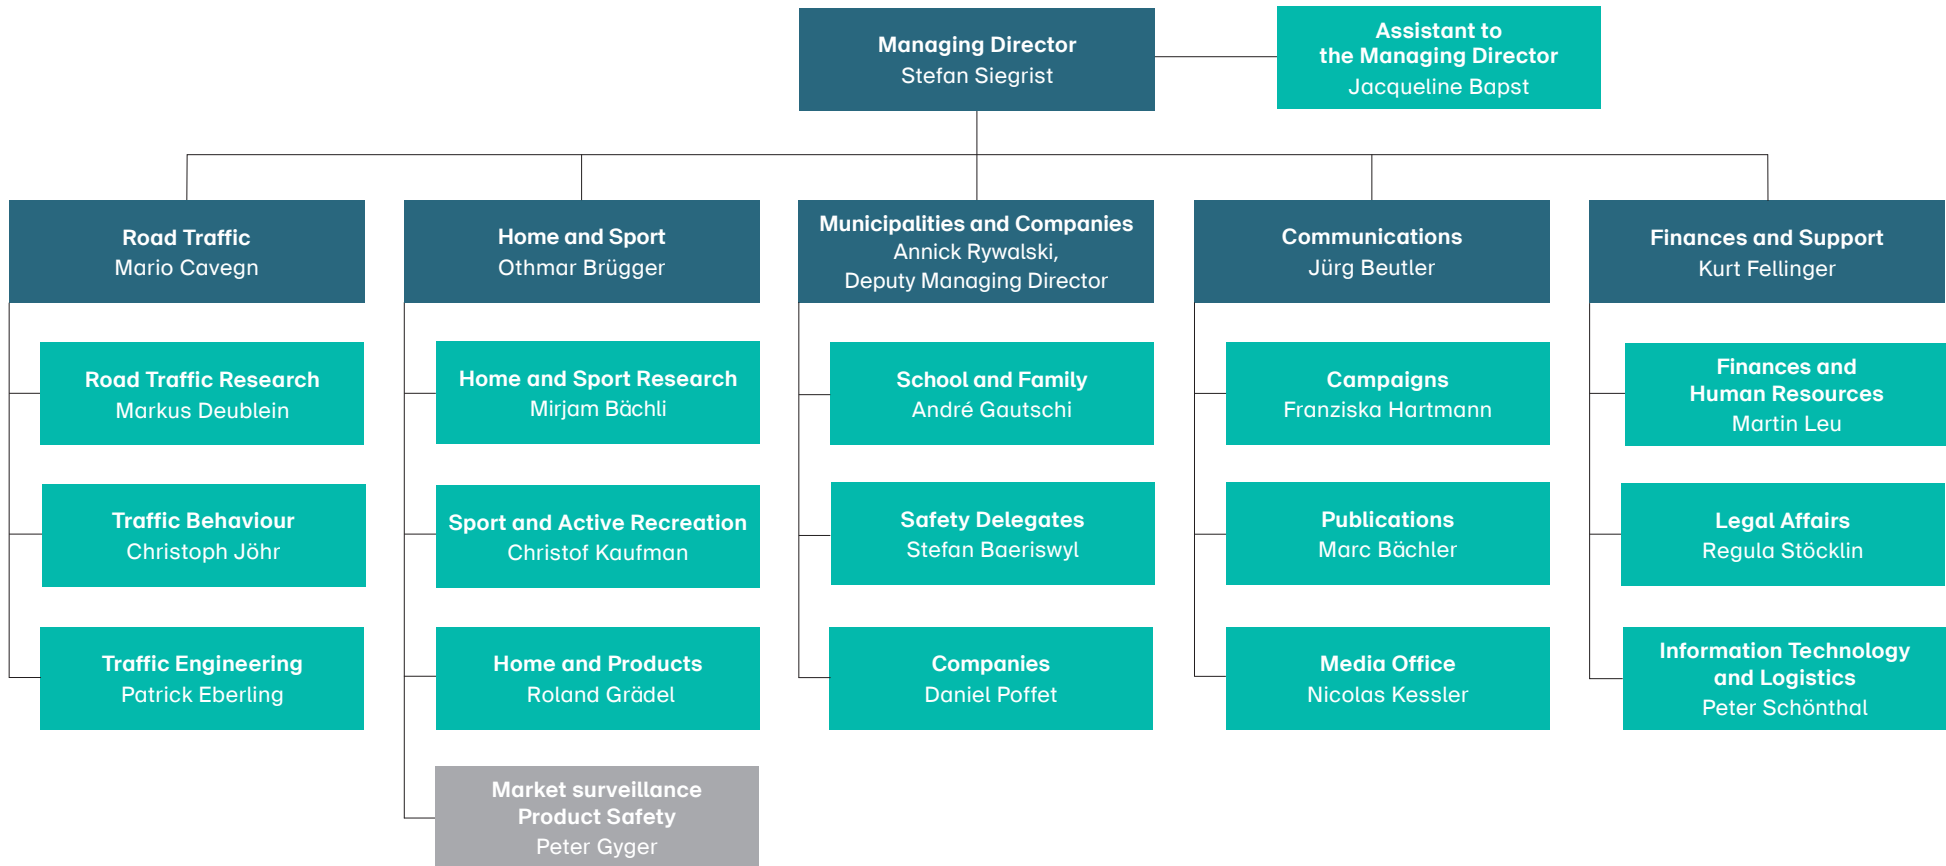 Managing Director
Stefan Siegrist
Assistant to
the Managing Director
Jacqueline Bapst
Road Traffic
Mario Cavegn
Home and Sport
Othmar Brügger
Municipalities and Companies
Annick Rywalski,
Deputy Managing Director
Communications
Jürg Beutler
Finances and Support
Kurt Fellinger
Road Traffic Research
Markus Deublein
Traffic Behaviour
Christoph Jöhr
Traffic Engineering
Patrick Eberling
Home and Sport Research
Mirjam Bächli
Sport and Active Recreation
Christof Kaufman
Home and Products
Roland Grädel
Market surveillance
Product Safety
Peter Gyger
School and Family
André Gautschi
Safety Delegates
Stefan Baeriswyl
Companies
Daniel Poffet
Campaigns
Franziska Hartmann
Publications
Marc Bächler
Media Office
Nicolas Kessler
Finances and
Human Resources
Martin Leu
Legal Affairs
Regula Stöcklin
Information Technology
and Logistics
Peter Schönthal